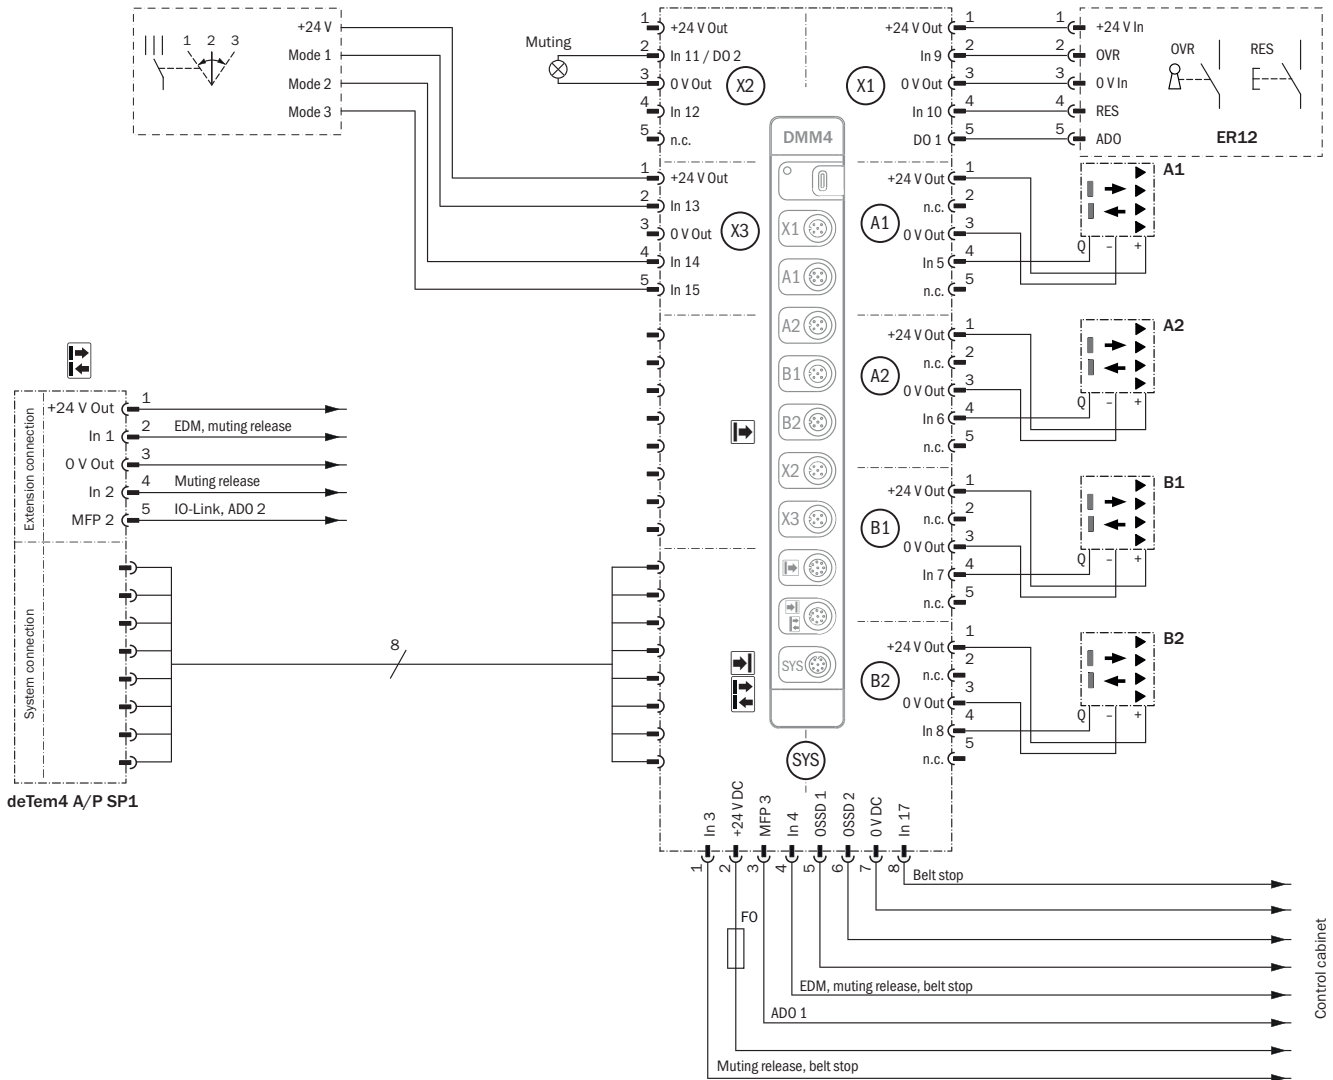 +24 V
Mode 1
Mode 2
Mode 3
1 2 3
Muting
1 +24 V Out
2 In 11 / DO 2
3 0 V Out
4 In 12
5 n.c.
X2
X1
+24 V Out 1
In 9 2
0 V Out 3
In 10 4
DO 1 5
1 +24 V In
2 OVR
3 0 V In
4 RES
5 ADO
OVR RES
ER12
1 +24 V Out
2 In 13
3 0 V Out
4 In 14
5 In 15
X3
DMM4
X1
A1
A2
B1
B2
X2
X3
SYS
A1
+24 V Out 1
n.c. 2
0 V Out 3
In 5 4
n.c. 5
A1
Q – +
A2
+24 V Out 1
n.c. 2
0 V Out 3
In 6 4
n.c. 5
A2
Q – +
B1
+24 V Out 1
n.c. 2
0 V Out 3
In 7 4
n.c. 5
B1
Q – +
B2
+24 V Out 1
n.c. 2
0 V Out 3
In 8 4
n.c. 5
B2
Q – +
Extension connection
+24 V Out 1
In 1 2 EDM, muting release
0 V Out 3
In 2 4 Muting release
MFP 2 5 IO-Link, ADO 2
System connection
8
deTem4 A/P SP1
SYS
In 3 1
+24 V DC 2
MFP 3 3
In 4 4
OSSD 1 5
OSSD 2 6
0 V DC 7
In 17 8
Belt stop
F0
EDM, muting release, belt stop
ADO 1
Muting release, belt stop
Control cabinet